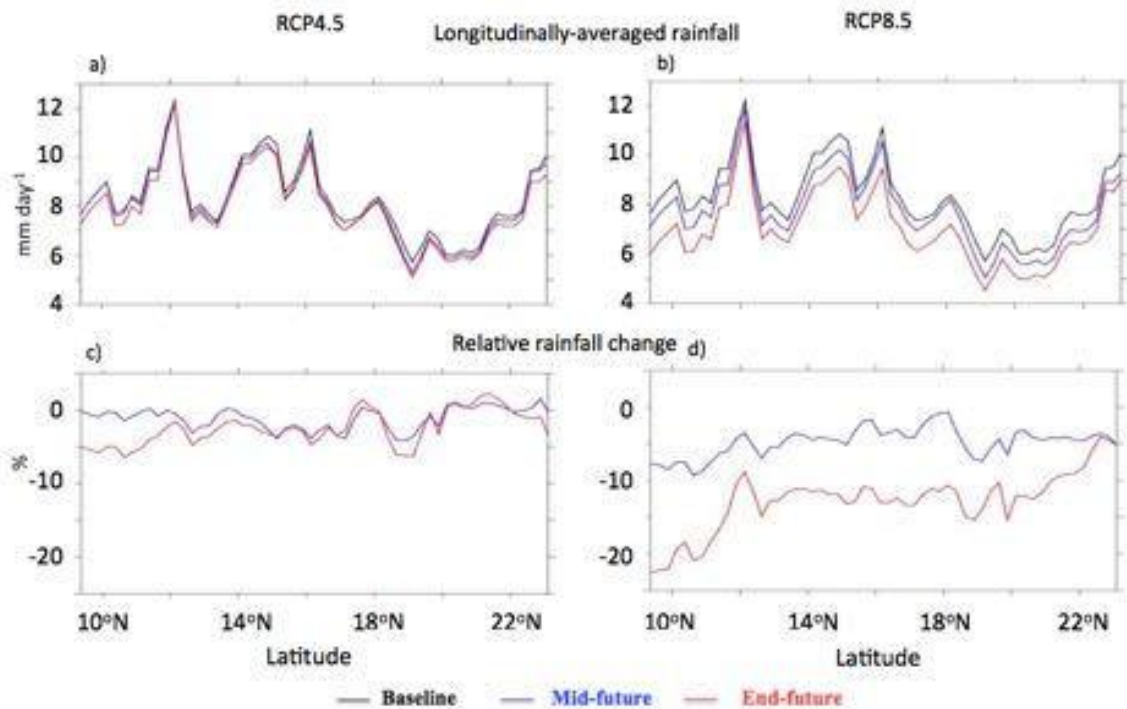 RCP4.5 RCP8.5
Longitudinally-averaged rainfall
a) b)
12 12
10 10
8 8
6 6
4 4
mm day⁻¹
Relative rainfall change
c) d)
0 0
-10 -10
-20 -20
%
10°N 14°N 18°N 22°N 10°N 14°N 18°N 22°N
Latitude Latitude
Baseline Mid-future End-future